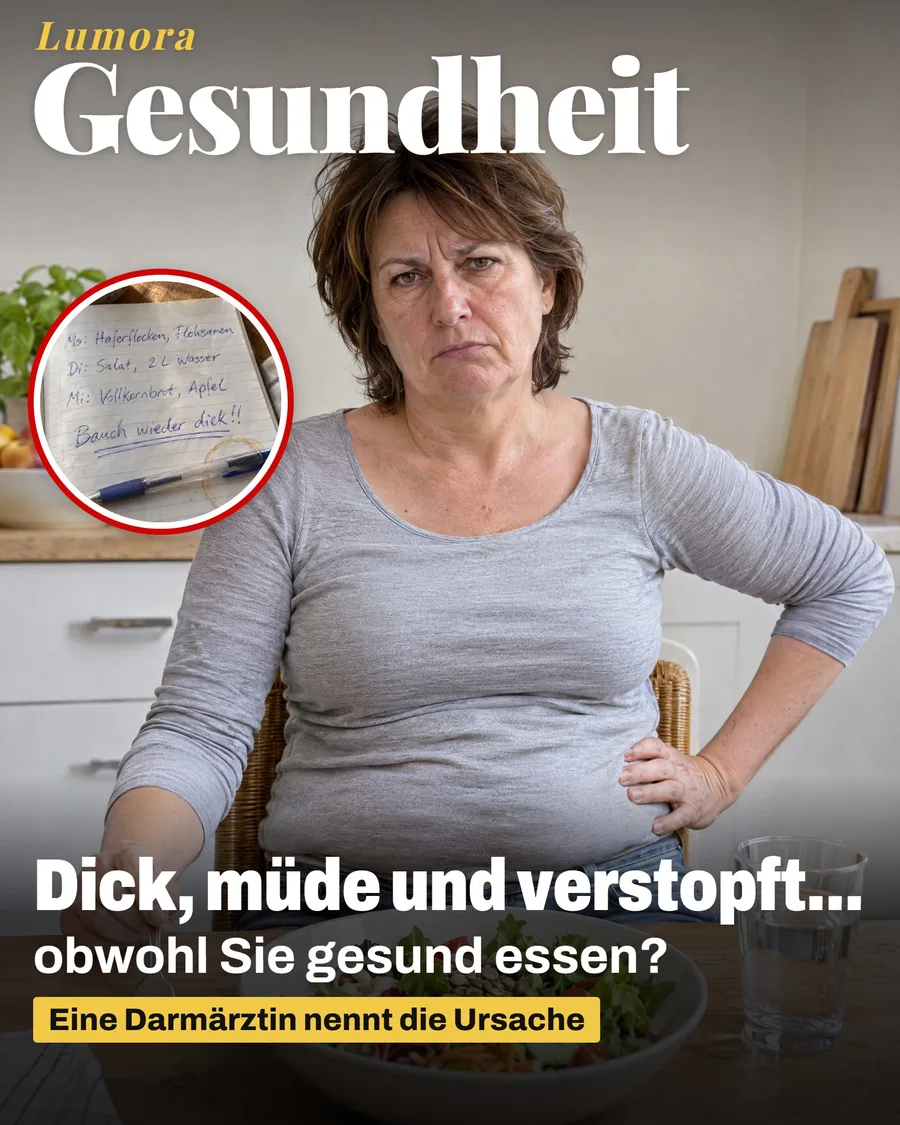 Lumora
Gesundheit
Mo: Haferflocken, Flohsamen
Di: Salat, 2 L Wasser
Mi: Vollkornbrot, Apfel
Bauch wieder dick!!
Dick, müde und verstopft...
obwohl Sie gesund essen?
Eine Darmärztin nennt die Ursache